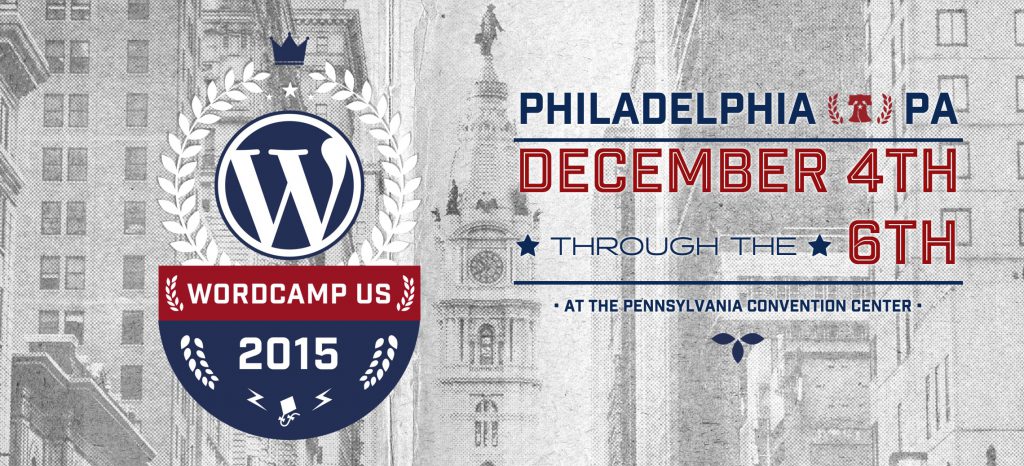 W
WORDCAMP US
2015
PHILADELPHIA PA
DECEMBER 4TH
THROUGH THE 6TH
• AT THE PENNSYLVANIA CONVENTION CENTER •